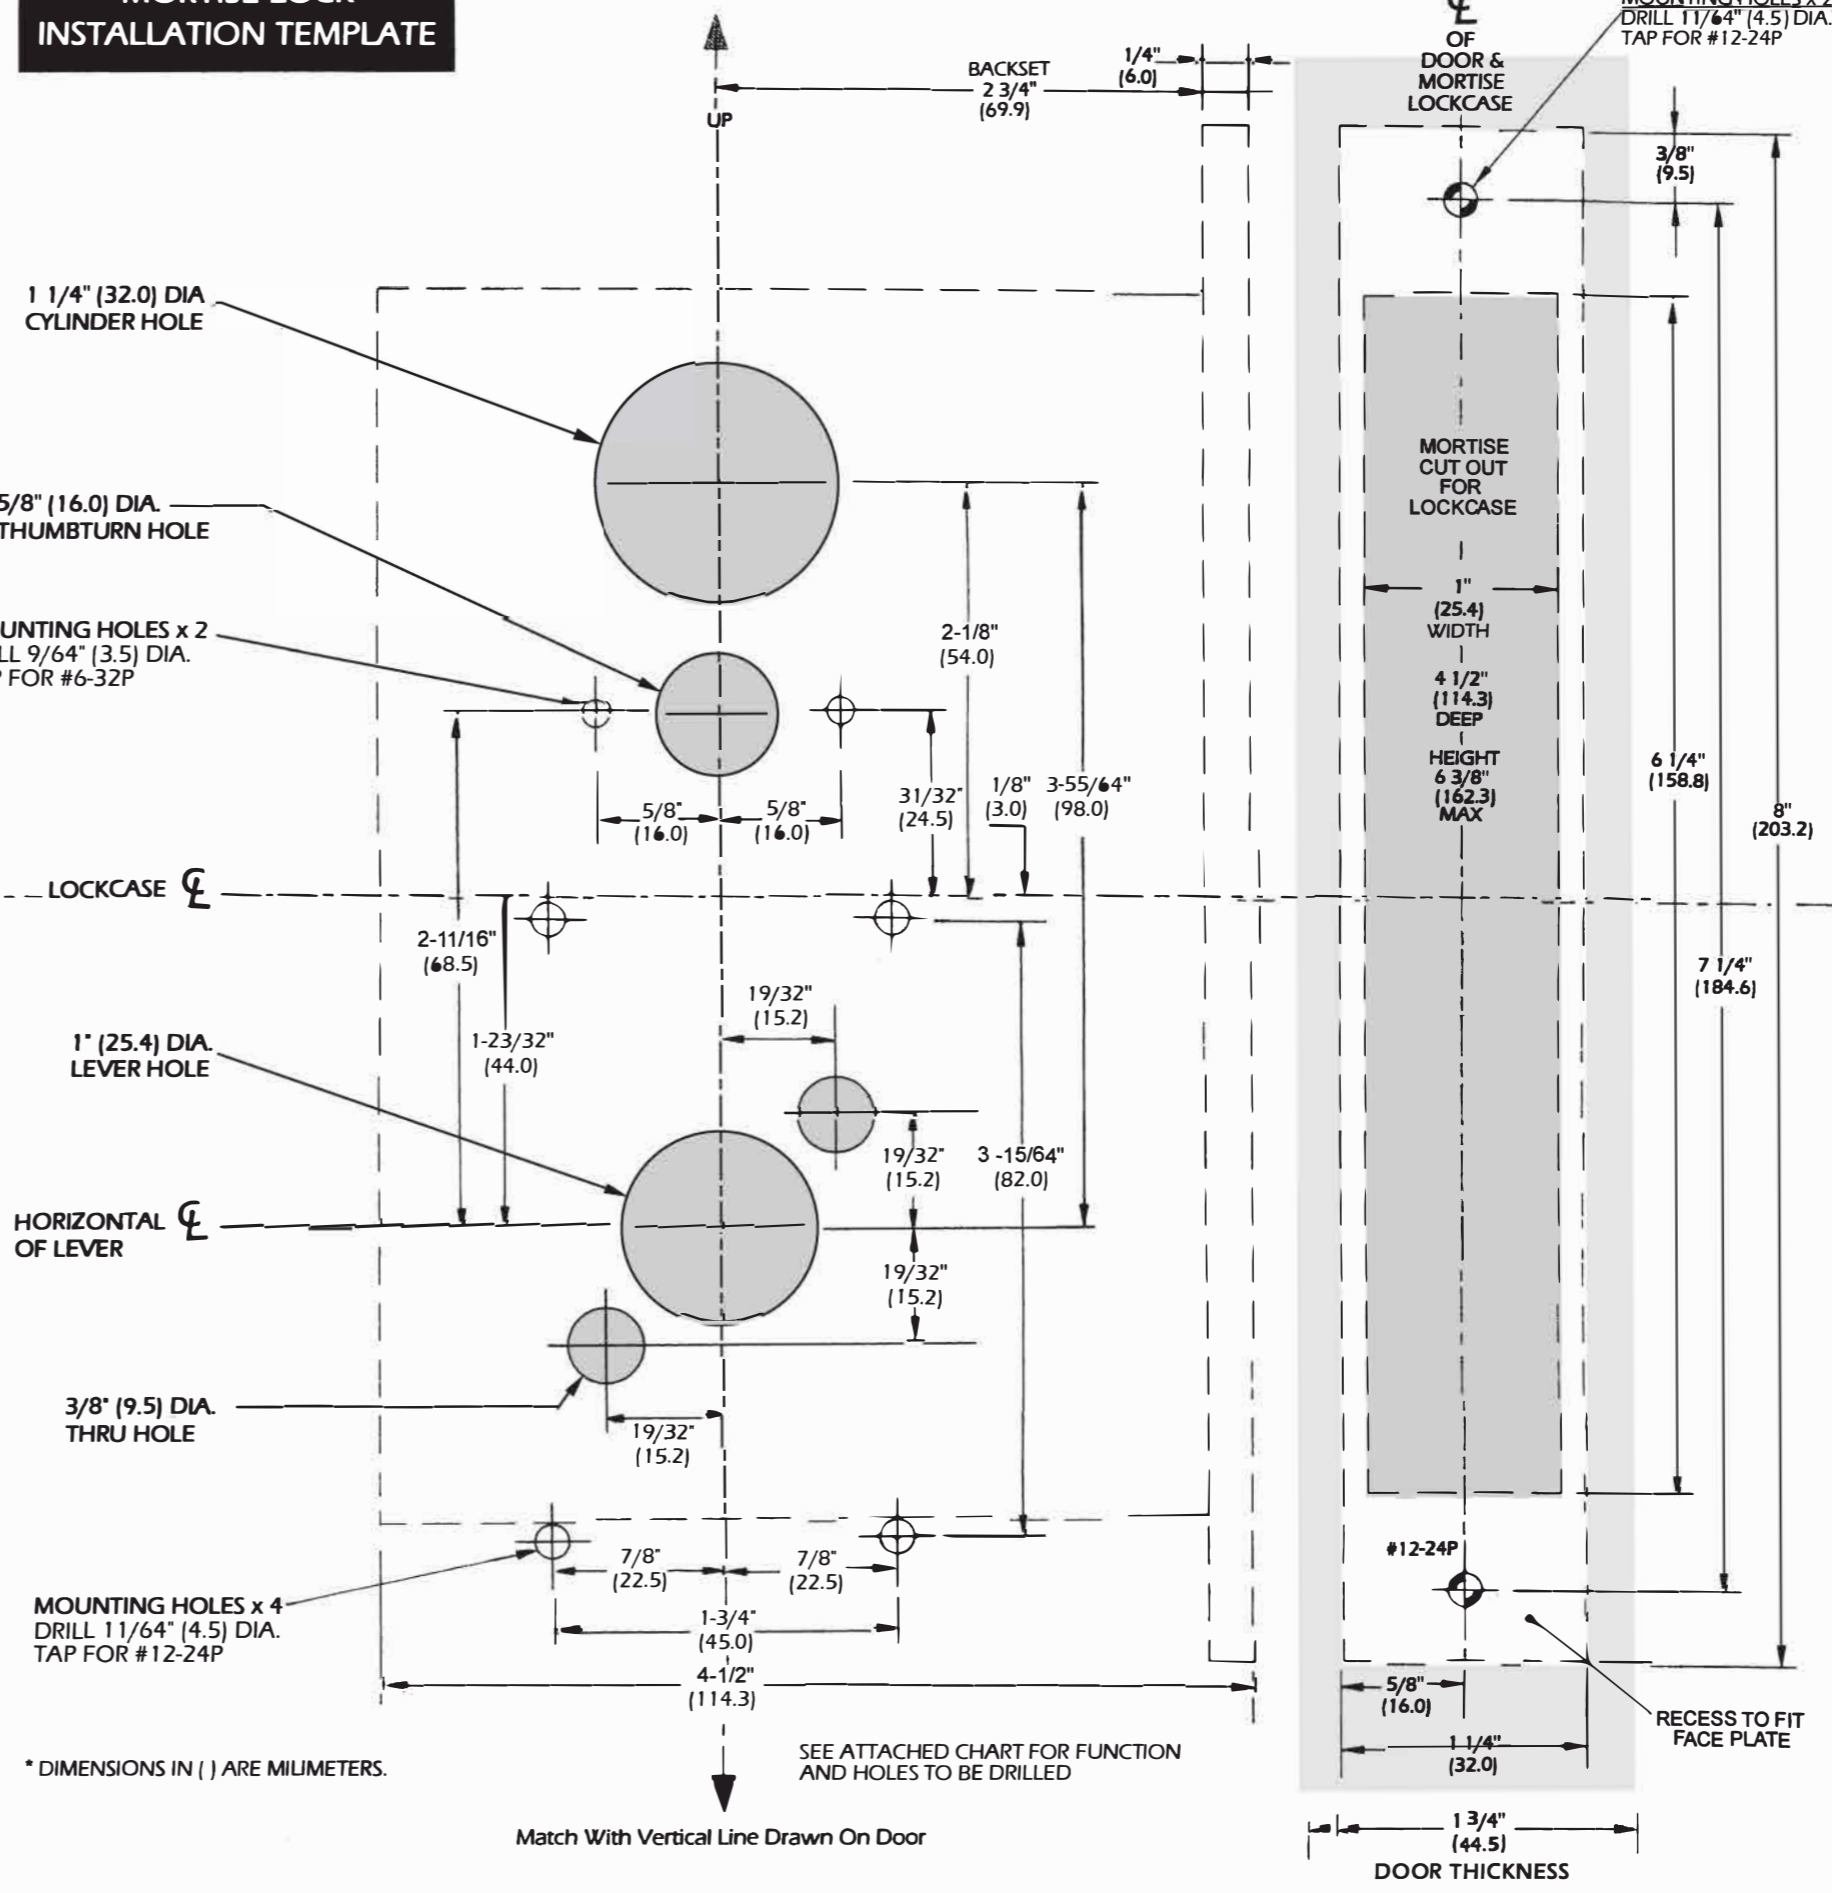 INSTALLATION TEMPLATE
UP
BACKSET
2 3/4"
(69.9)
1/4"
(6.0)
OF
DOOR &
MORTISE
LOCKCASE
MOUNTING HOLES x 2
DRILL 11/64" (4.5) DIA.
TAP FOR #12-24P
3/8"
(9.5)
1 1/4" (32.0) DIA
CYLINDER HOLE
5/8" (16.0) DIA.
THUMBTURN HOLE
UNTING HOLES x 2
LL 9/64" (3.5) DIA.
FOR #6-32P
MORTISE
CUT OUT
FOR
LOCKCASE
1"
(25.4)
WIDTH
4 1/2"
(114.3)
DEEP
HEIGHT
6 3/8"
(162.3)
MAX
2-1/8"
(54.0)
5/8"
(16.0)
5/8"
(16.0)
31/32"
(24.5)
1/8"
(3.0)
3-55/64"
(98.0)
6 1/4"
(158.8)
8"
(203.2)
LOCKCASE ℄
2-11/16"
(68.5)
7 1/4"
(184.6)
19/32"
(15.2)
1" (25.4) DIA.
LEVER HOLE
1-23/32"
(44.0)
19/32"
(15.2)
3 -15/64"
(82.0)
HORIZONTAL ℄
OF LEVER
19/32"
(15.2)
3/8" (9.5) DIA.
THRU HOLE
19/32"
(15.2)
#12-24P
7/8"
(22.5)
7/8"
(22.5)
MOUNTING HOLES x 4
DRILL 11/64" (4.5) DIA.
TAP FOR #12-24P
1-3/4"
(45.0)
4-1/2"
(114.3)
5/8"
(16.0)
RECESS TO FIT
FACE PLATE
1 1/4"
(32.0)
* DIMENSIONS IN ( ) ARE MILIMETERS.
SEE ATTACHED CHART FOR FUNCTION
AND HOLES TO BE DRILLED
Match With Vertical Line Drawn On Door
1 3/4"
(44.5)
DOOR THICKNESS